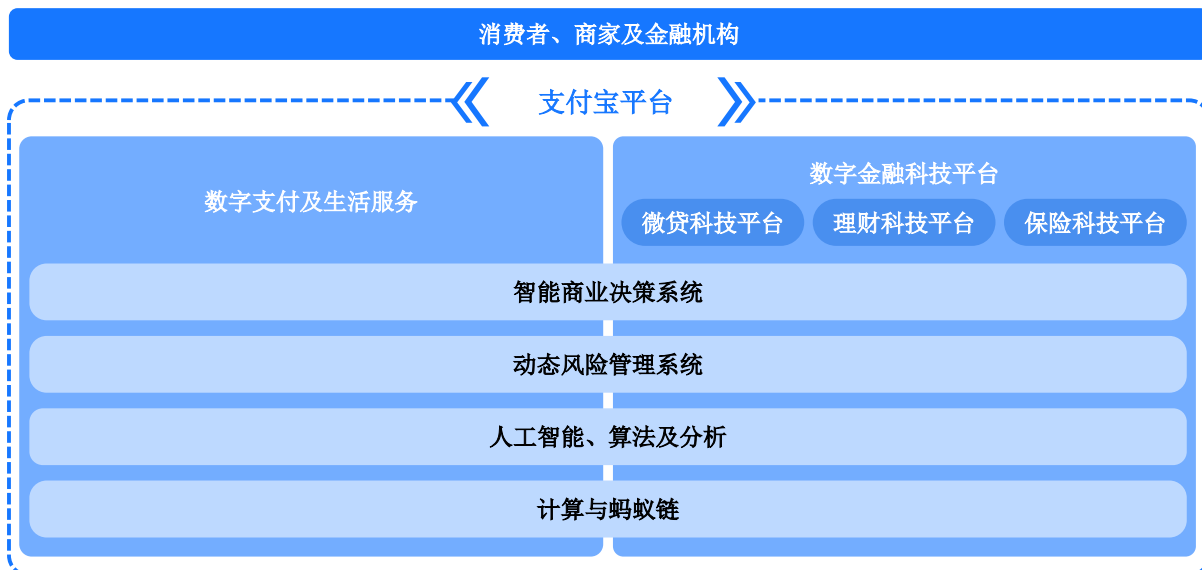 消费者、商家及金融机构
支付宝平台
数字支付及生活服务
数字金融科技平台
微贷科技平台
理财科技平台
保险科技平台
智能商业决策系统
动态风险管理系统
人工智能、算法及分析
计算与蚂蚁链